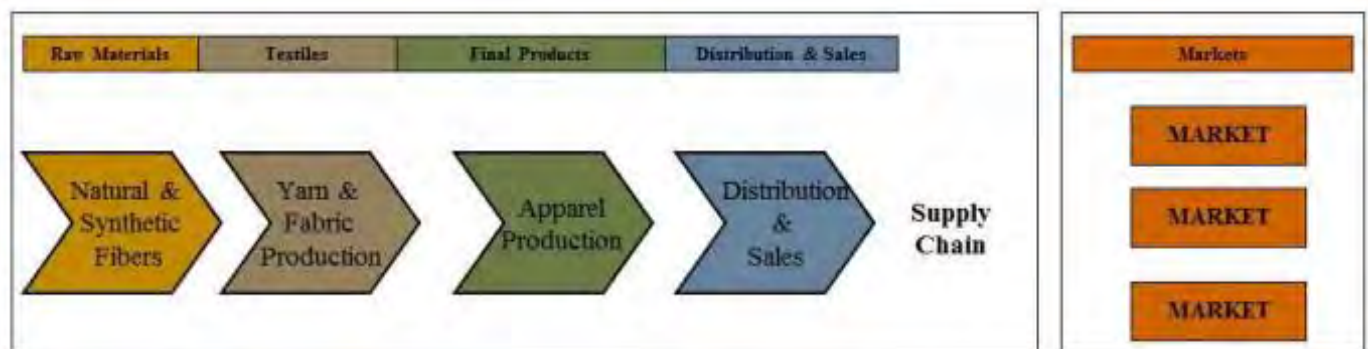 Raw Materials
Textiles
Final Products
Distribution & Sales
Markets
Natural &
Synthetic
Fibers
Yarn &
Fabric
Production
Apparel
Production
Distribution
&
Sales
Supply
Chain
MARKET
MARKET
MARKET